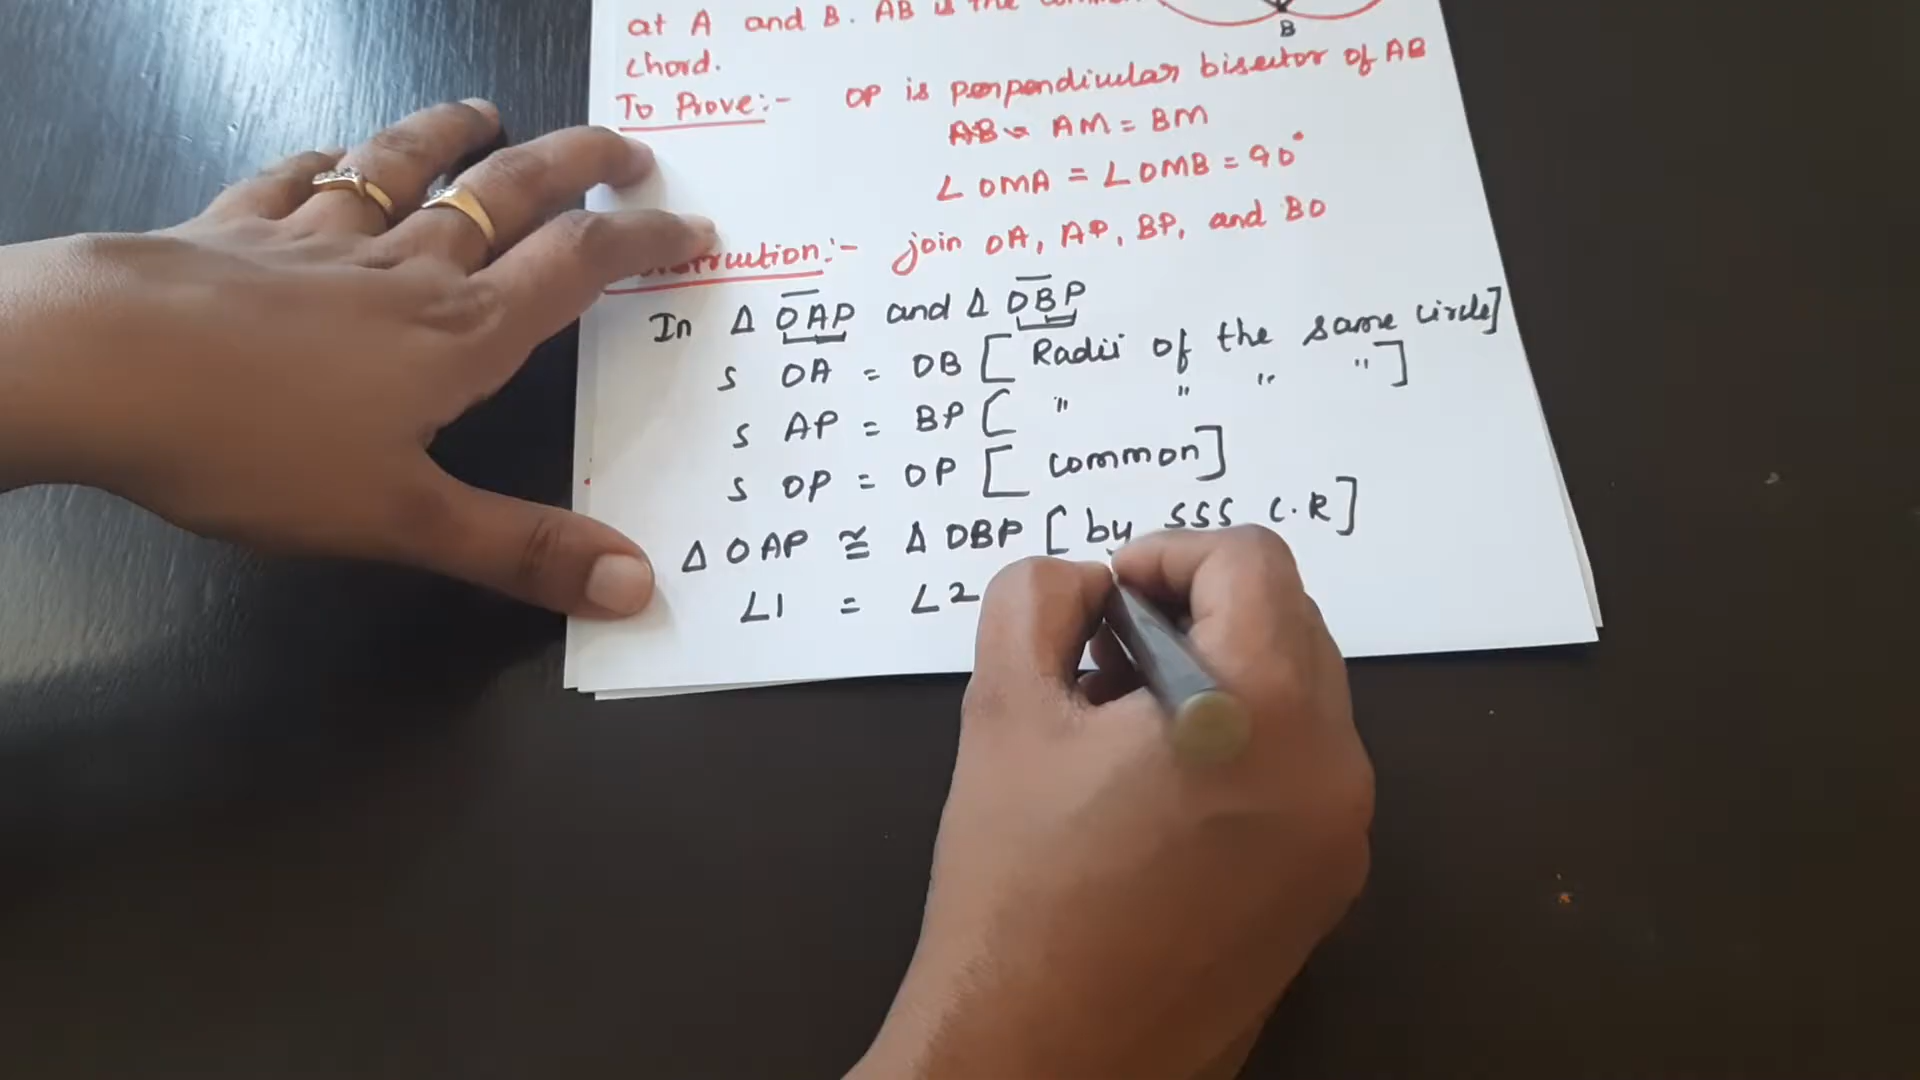 at A and B. AB is the
B
chord.
To Prove:- OP is perpendicular bisector of AB
AM = BM
∠OMA = ∠OMB = 90°
:- join OA, AP, BP, and BO
In Δ OAP and Δ OBP
S OA = OB [Radii of the same circle]
S AP = BP [ " " " " ]
S OP = OP [common]
Δ OAP ≅ Δ OBP [by SSS C.R]
∠1 = ∠2